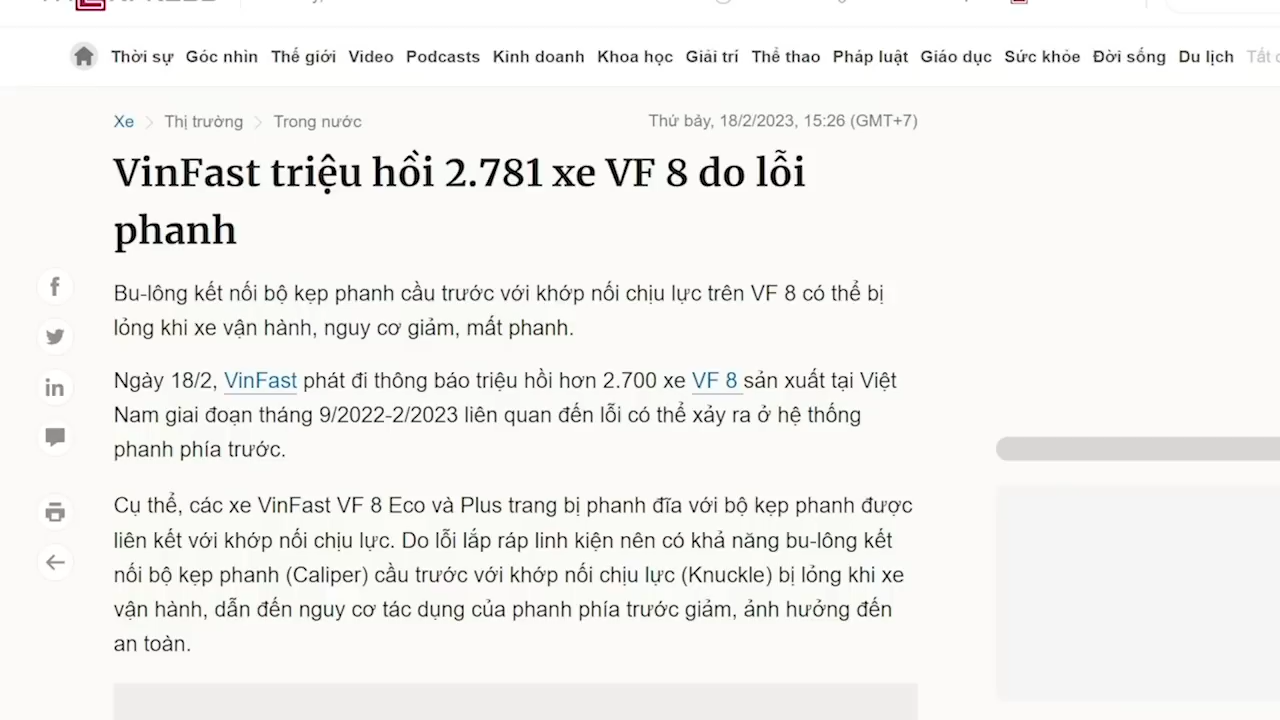 Thời sự Góc nhìn Thế giới Video Podcasts Kinh doanh Khoa học Giải trí Thể thao Pháp luật Giáo dục Sức khỏe Đời sống Du lịch Tất
Xe Thị trường Trong nước Thứ bảy, 18/2/2023, 15:26 (GMT+7)
VinFast triệu hồi 2.781 xe VF 8 do lỗi
phanh
Bu-lông kết nối bộ kẹp phanh cầu trước với khớp nối chịu lực trên VF 8 có thể bị
lỏng khi xe vận hành, nguy cơ giảm, mất phanh.
Ngày 18/2, VinFast phát đi thông báo triệu hồi hơn 2.700 xe VF 8 sản xuất tại Việt
Nam giai đoạn tháng 9/2022-2/2023 liên quan đến lỗi có thể xảy ra ở hệ thống
phanh phía trước.
Cụ thể, các xe VinFast VF 8 Eco và Plus trang bị phanh đĩa với bộ kẹp phanh được
liên kết với khớp nối chịu lực. Do lỗi lắp ráp linh kiện nên có khả năng bu-lông kết
nối bộ kẹp phanh (Caliper) cầu trước với khớp nối chịu lực (Knuckle) bị lỏng khi xe
vận hành, dẫn đến nguy cơ tác dụng của phanh phía trước giảm, ảnh hưởng đến
an toàn.